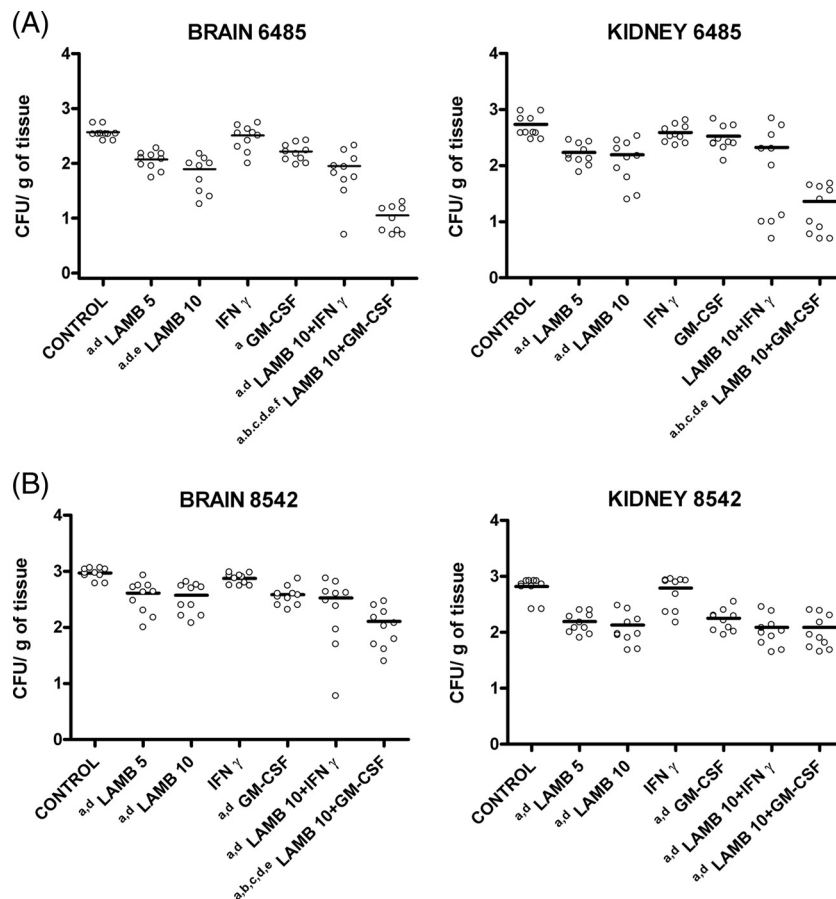 (A)
BRAIN 6485
CFU/ g of tissue
4
3
2
1
0
CONTROL
a.d LAMB 5
a.d.e LAMB 10
IFN γ
a GM-CSF
a.d LAMB 10+IFN γ
a.b.c.d.e.f LAMB 10+GM-CSF
KIDNEY 6485
CFU/ g of tissue
4
3
2
1
0
CONTROL
a.d LAMB 5
a.d LAMB 10
IFN γ
GM-CSF
LAMB 10+IFN γ
a.b.c.d.e LAMB 10+GM-CSF
(B)
BRAIN 8542
CFU/ g of tissue
4
3
2
1
0
CONTROL
a,d LAMB 5
a,d LAMB 10
IFN γ
a,d GM-CSF
a,d LAMB 10+IFN γ
a,b,c,d,e LAMB 10+GM-CSF
KIDNEY 8542
CFU/ g of tissue
4
3
2
1
0
CONTROL
a,d LAMB 5
a,d LAMB 10
IFN γ
a,d GM-CSF
a,d LAMB 10+IFN γ
a,d LAMB 10+GM-CSF